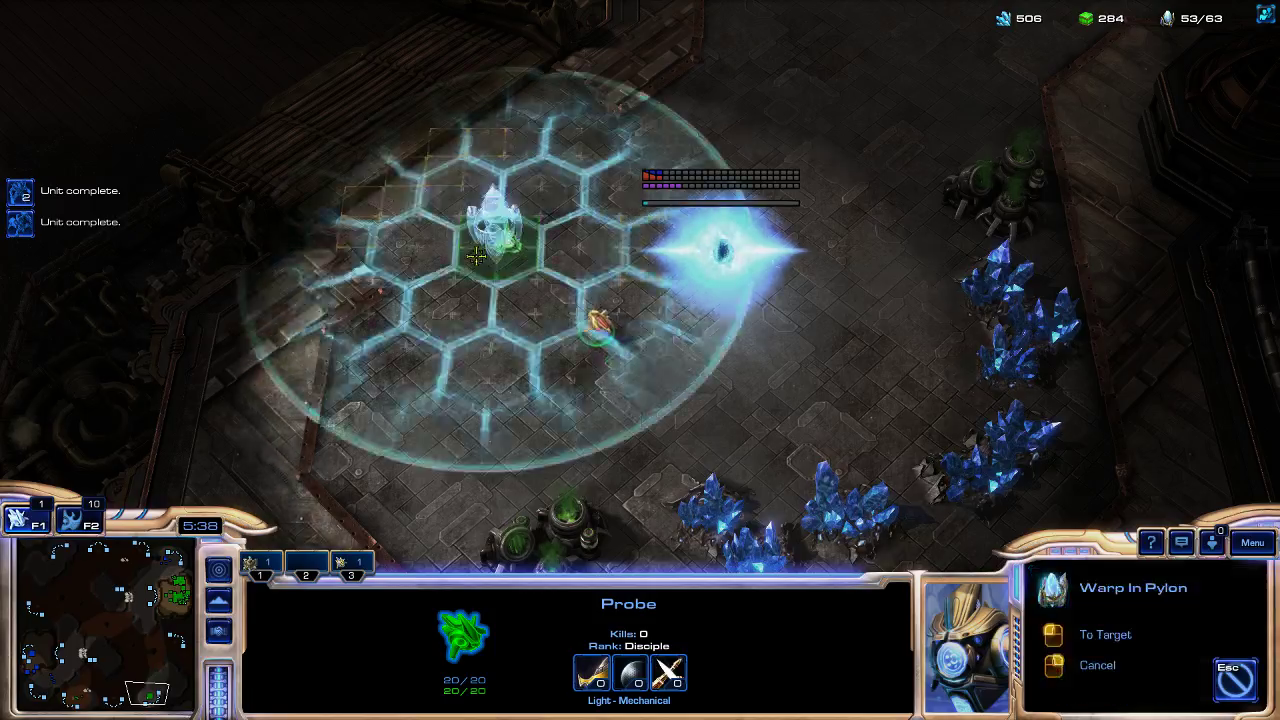 506 284 53/63
2 Unit complete.
Unit complete.
1 10
F1 F2
5:38
1 1
1 2 3
0
? Menu
Probe
Kills: 0
Rank: Disciple
0 0 0
20/20
20/20
Light - Mechanical
Warp In Pylon
To Target
Cancel
Esc